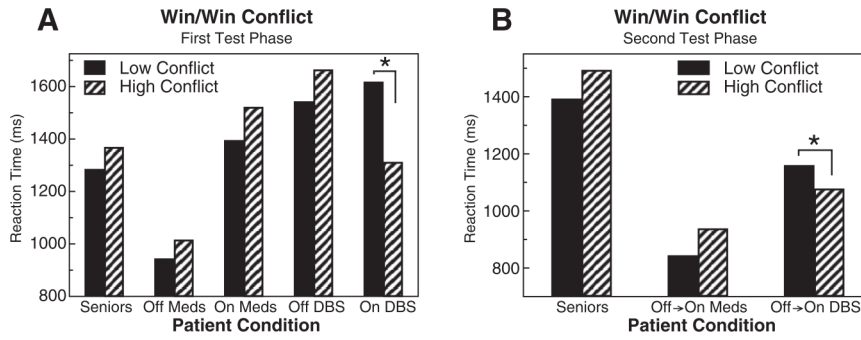 A
Win/Win Conflict
First Test Phase
Low Conflict
High Conflict
*
Reaction Time (ms)
1600
1400
1200
1000
800
Seniors Off Meds On Meds Off DBS On DBS
Patient Condition
B
Win/Win Conflict
Second Test Phase
Low Conflict
High Conflict
*
Reaction Time (ms)
1400
1200
1000
800
Seniors Off→On Meds Off→On DBS
Patient Condition